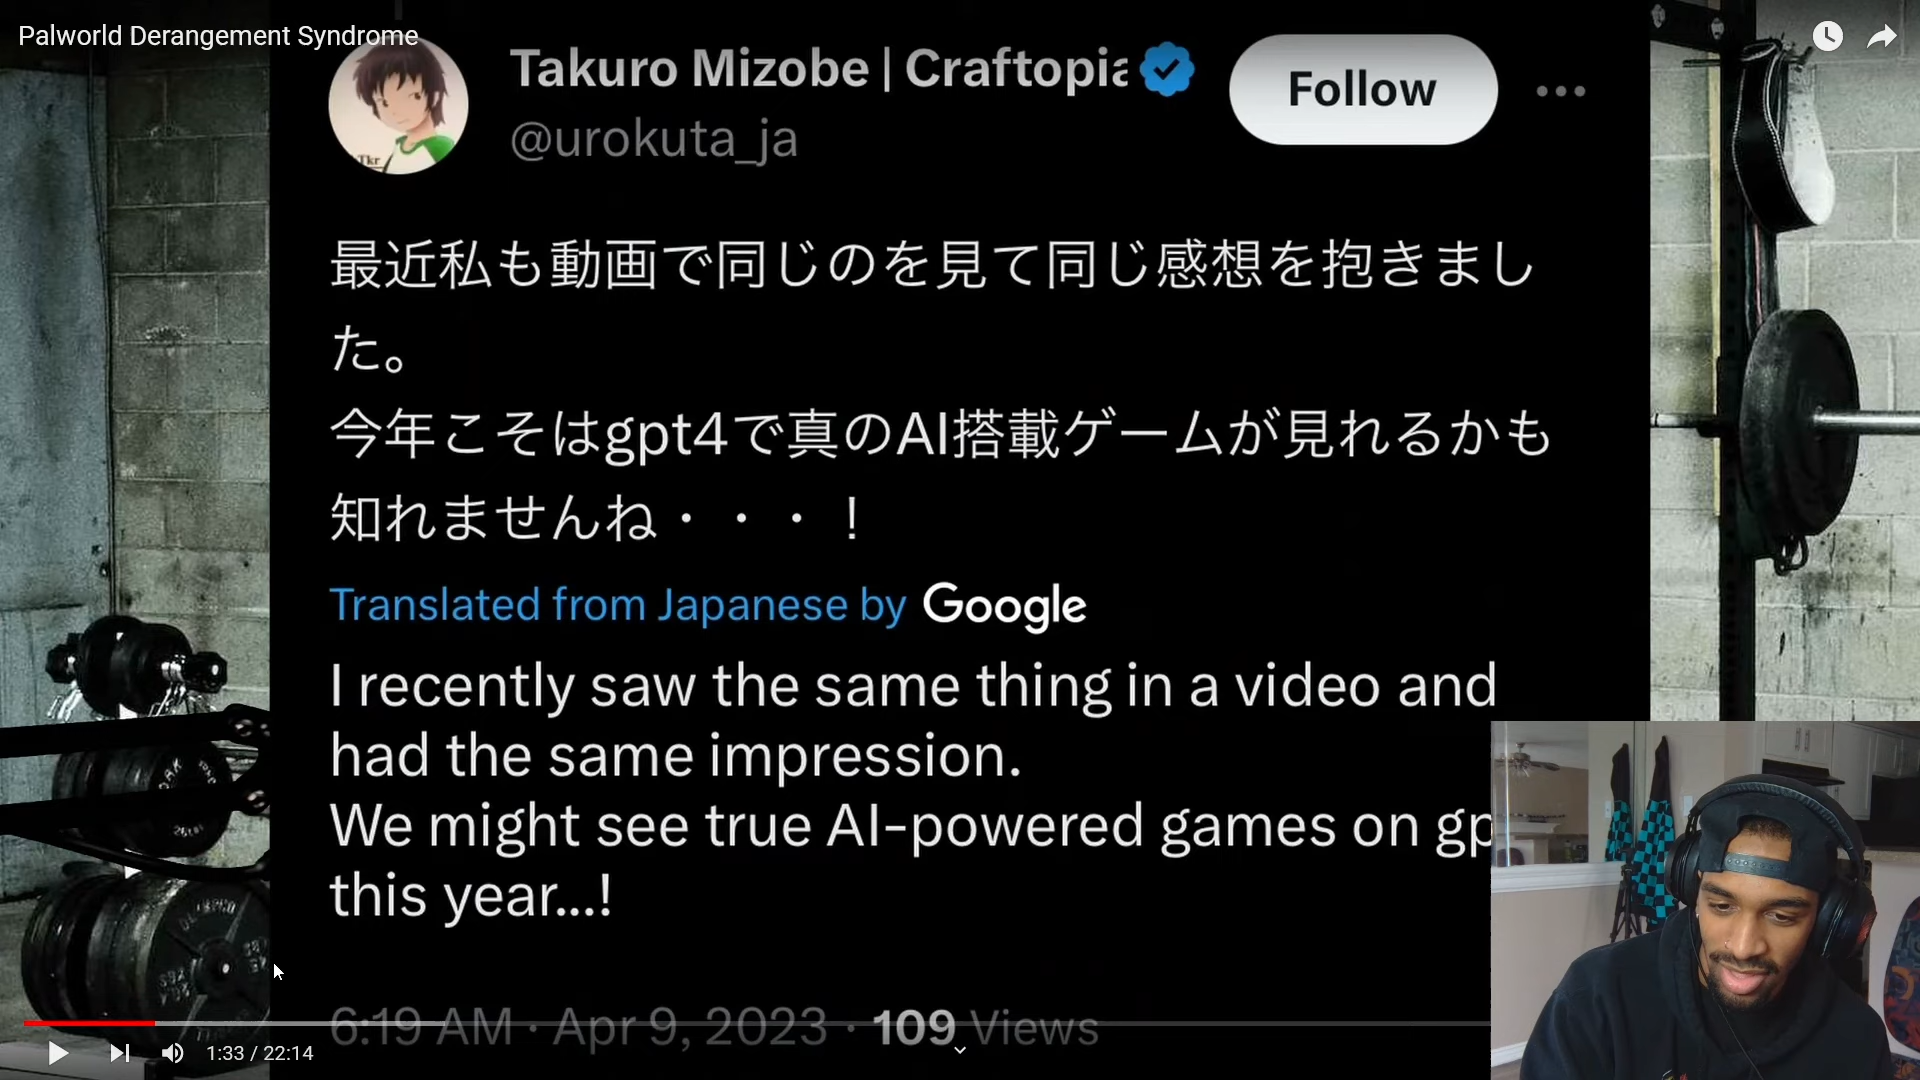 Palworld Derangement Syndrome
Takuro Mizobe | Craftopia
Follow
@urokuta_ja
Tkr
最近私も動画で同じのを見て同じ感想を抱きまし
た。
今年こそはgpt4で真のAI搭載ゲームが見れるかも
知れませんね・・・！
Translated from Japanese by Google
I recently saw the same thing in a video and
had the same impression.
We might see true AI-powered games on gp
this year...!
6:19 AM · Apr 9, 2023 · 109 Views
1:33 / 22:14